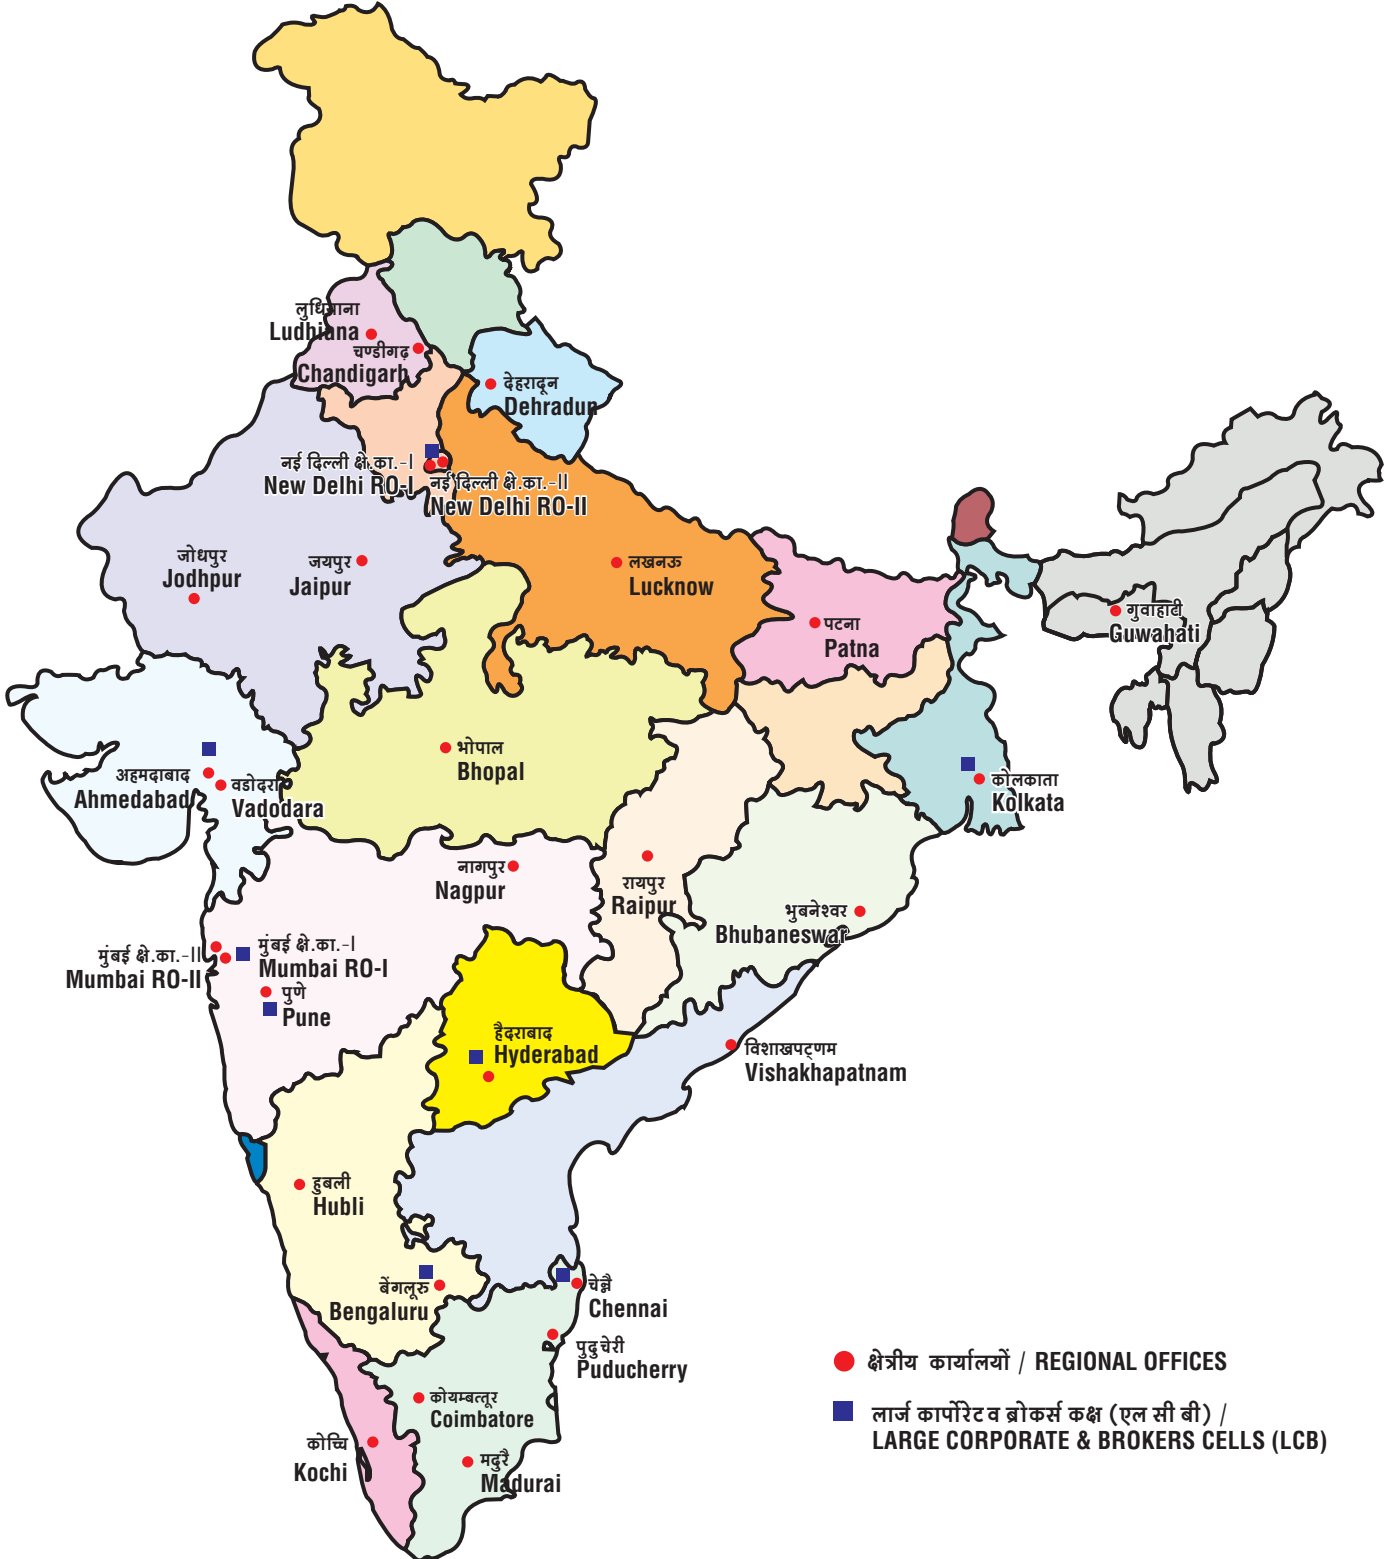 लुधियाना
Ludhiana
चण्डीगढ़
Chandigarh
देहरादून
Dehradun
नई दिल्ली क्षे.का.-I
New Delhi RO-I
नई दिल्ली क्षे.का.-II
New Delhi RO-II
जोधपुर
Jodhpur
जयपुर
Jaipur
लखनऊ
Lucknow
पटना
Patna
गुवाहाटी
Guwahati
भोपाल
Bhopal
अहमदाबाद
Ahmedabad
वडोदरा
Vadodara
कोलकाता
Kolkata
नागपुर
Nagpur
रायपुर
Raipur
भुबनेश्वर
Bhubaneswar
मुंबई क्षे.का.-II
Mumbai RO-II
मुंबई क्षे.का.-I
Mumbai RO-I
पुणे
Pune
हैदराबाद
Hyderabad
विशाखपट्णम
Vishakhapatnam
हुबली
Hubli
बेंगलूरु
Bengaluru
चेन्नै
Chennai
पुदुचेरी
Puducherry
कोयम्बत्तूर
Coimbatore
कोच्चि
Kochi
मदुरै
Madurai
क्षेत्रीय कार्यालयों / REGIONAL OFFICES
लार्ज कार्पोरेट व ब्रोकर्स कक्ष (एल सी बी) /
LARGE CORPORATE & BROKERS CELLS (LCB)